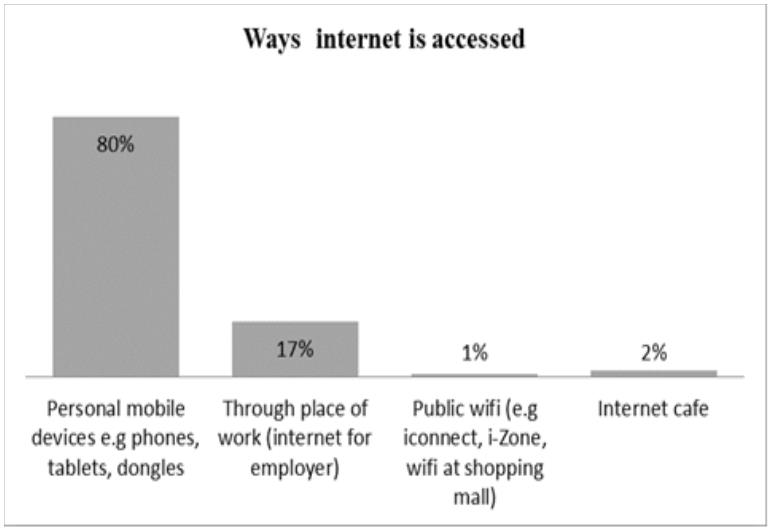 Ways internet is accessed
80%
17%
1%
2%
Personal mobile
devices e.g phones,
tablets, dongles
Through place of
work (internet for
employer)
Public wifi (e.g
iconnect, i-Zone,
wifi at shopping
mall)
Internet cafe